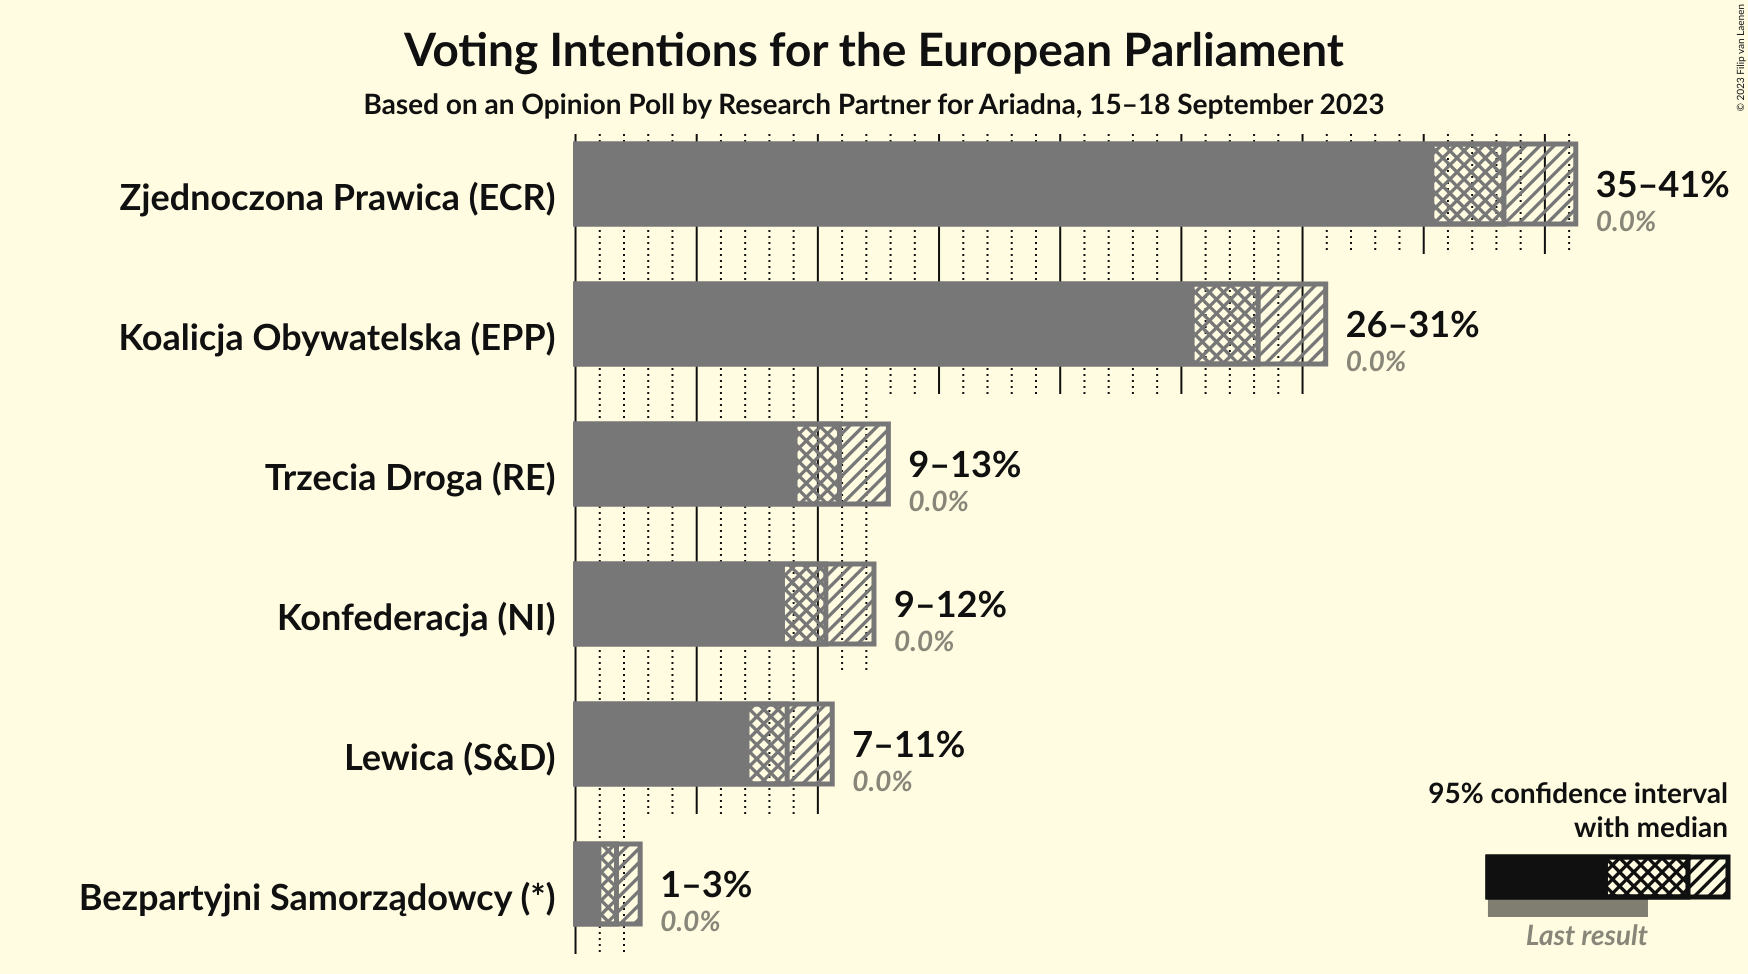 Voting Intentions for the European Parliament
Based on an Opinion Poll by Research Partner for Ariadna, 15–18 September 2023
© 2023 Filip van Laenen
Zjednoczona Prawica (ECR)
35–41%
0.0%
Koalicja Obywatelska (EPP)
26–31%
0.0%
Trzecia Droga (RE)
9–13%
0.0%
Konfederacja (NI)
9–12%
0.0%
Lewica (S&D)
7–11%
0.0%
Bezpartyjni Samorządowcy (*)
1–3%
0.0%
95% confidence interval
with median
Last result